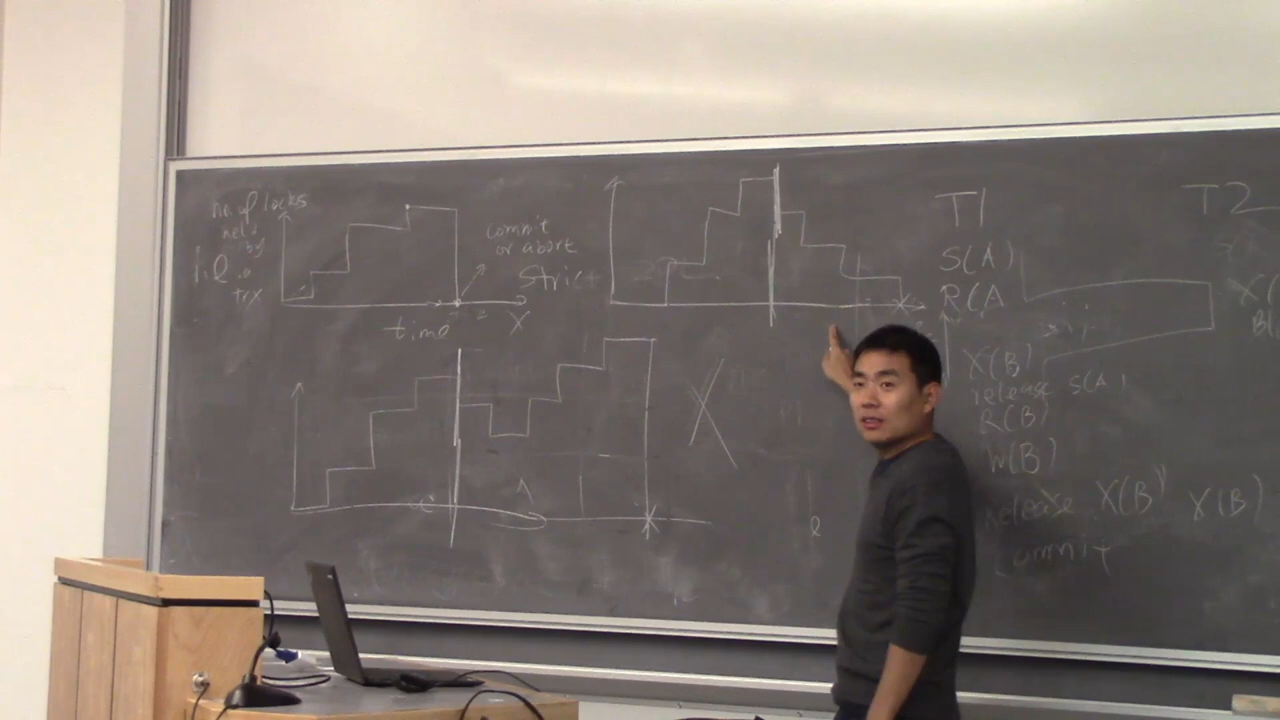 no. of locks
held
by
a
trx
commit
or abort
Strict
time
X
X
T1
S(A)
R(A
X(B)
release S(A)
R(B)
W(B)
release X(B)
commit
X(B)
T2
X(